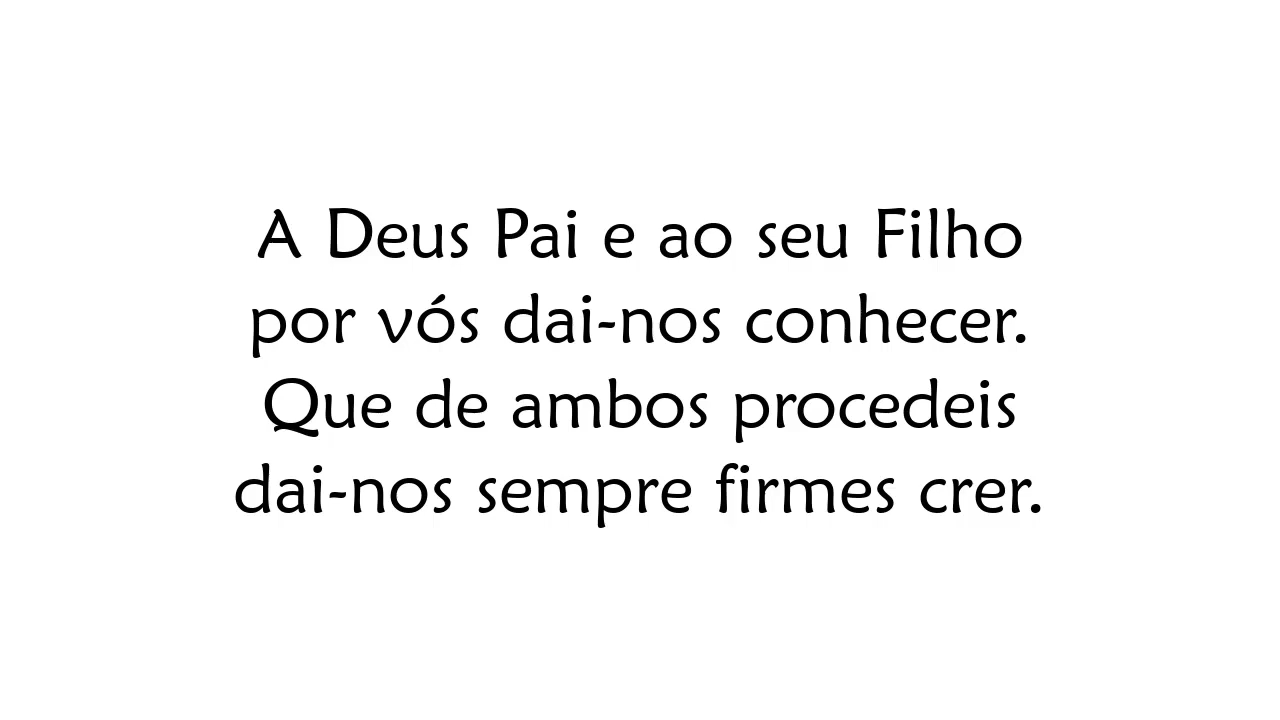 A Deus Pai e ao seu Filho
por vós dai-nos conhecer.
Que de ambos procedeis
dai-nos sempre firmes crer.